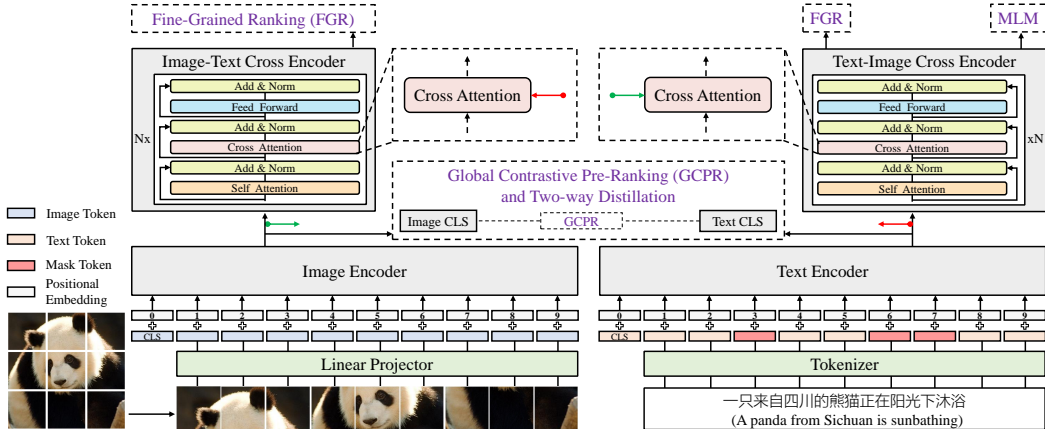 Fine-Grained Ranking (FGR)
FGR
MLM
Image-Text Cross Encoder
Add & Norm
Feed Forward
Add & Norm
Cross Attention
Add & Norm
Self Attention
Nx
Cross Attention
Cross Attention
Text-Image Cross Encoder
Add & Norm
Feed Forward
Add & Norm
Cross Attention
Add & Norm
Self Attention
xN
Global Contrastive Pre-Ranking (GCPR)
and Two-way Distillation
Image CLS
GCPR
Text CLS
Image Token
Text Token
Mask Token
Positional
Embedding
Image Encoder
Text Encoder
0 1 2 3 4 5 6 7 8 9
0 1 2 3 4 5 6 7 8 9
CLS
CLS
Linear Projector
Tokenizer
一只来自四川的熊猫正在阳光下沐浴
(A panda from Sichuan is sunbathing)